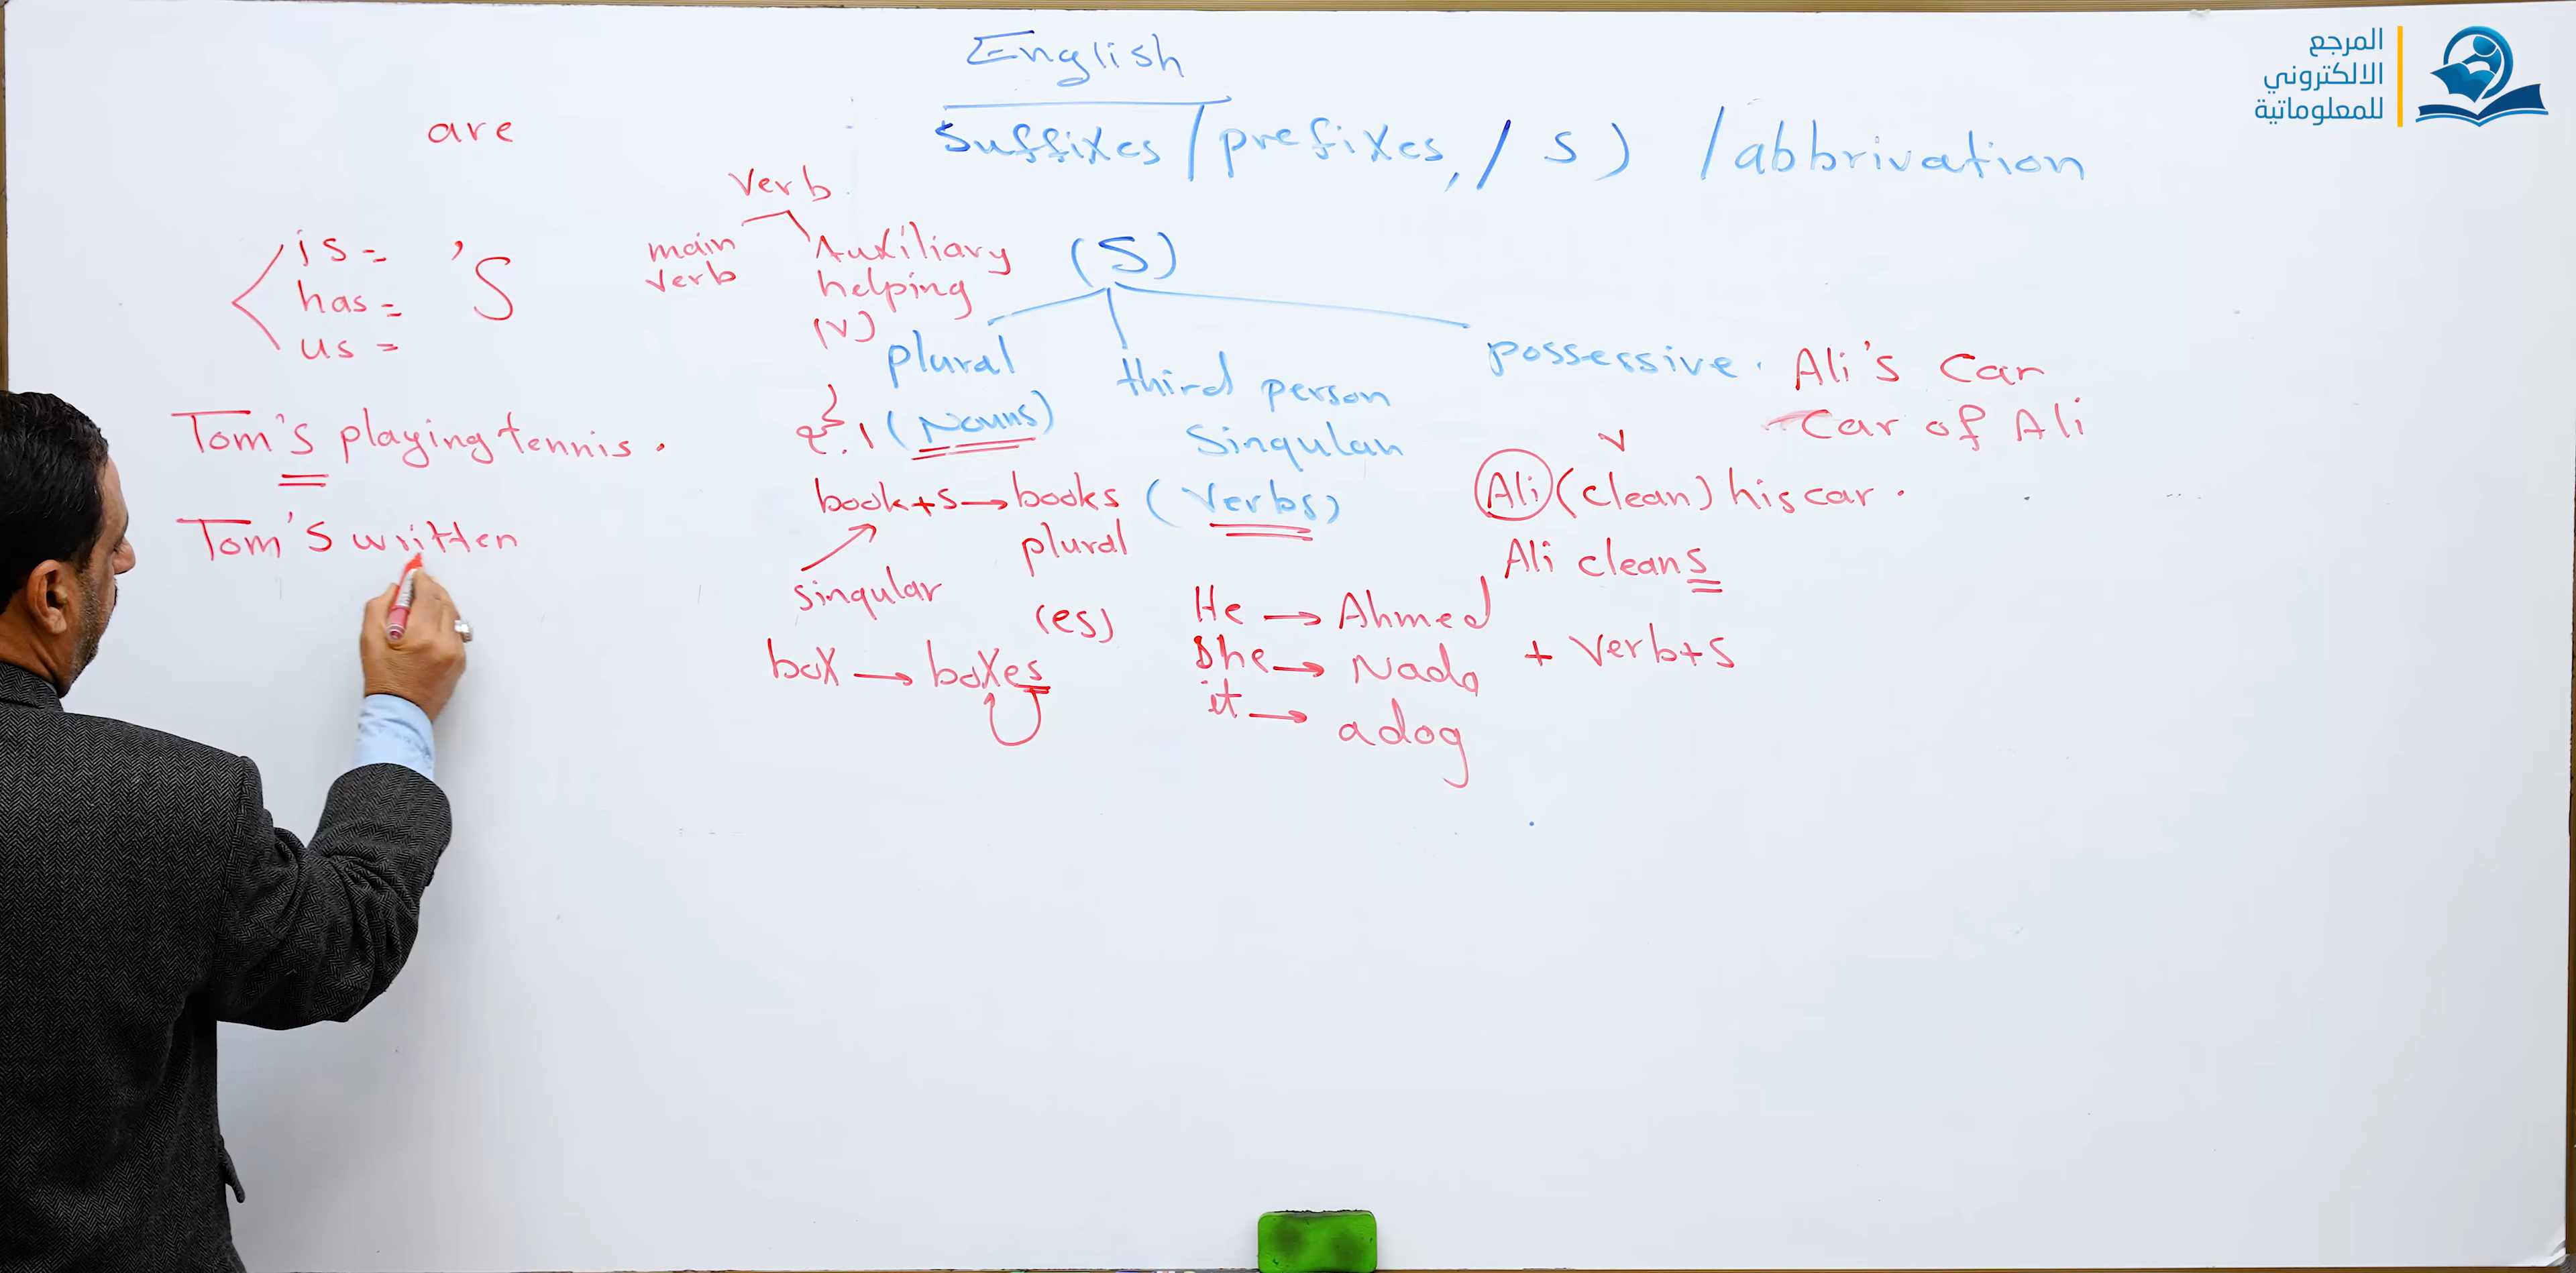 English
suffixes / prefixes, / s ) / abbrivation
المرجع
الالكتروني
للمعلوماتية
are
is = 's
has =
us =
Tom's playing tennis.
Tom's written
verb
main verb
Auxiliary
helping
(v)
(S)
plural
(Nouns)
book+s → books
singular
plural
(es)
box → boxes
third person
Singular
(Verbs)
He → Ahmed
She → Nada
it → a dog
+ Verb+s
possessive. Ali's Car
Car of Ali
v
Ali (clean) his car.
Ali cleans